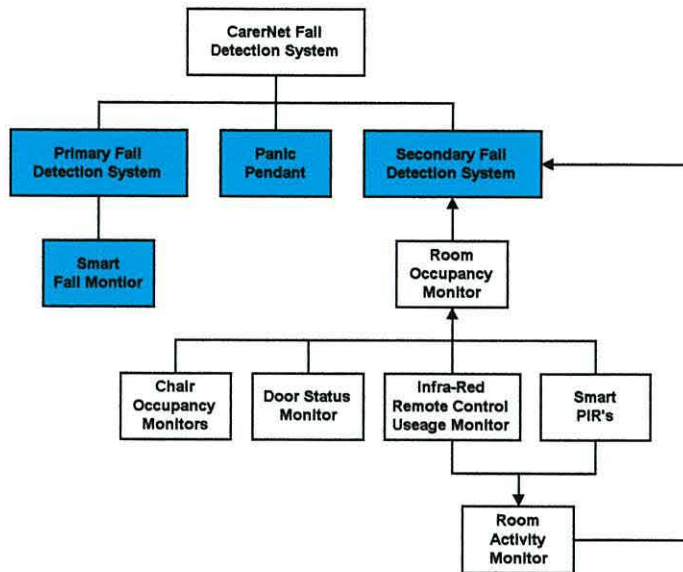 CarerNet Fall
Detection System
Primary Fall
Detection System
Panic
Pendant
Secondary Fall
Detection System
Smart
Fall Montior
Room
Occupancy
Monitor
Chair
Occupancy
Monitors
Door Status
Monitor
Infra-Red
Remote Control
Useage Monitor
Smart
PIR's
Room
Activity
Monitor